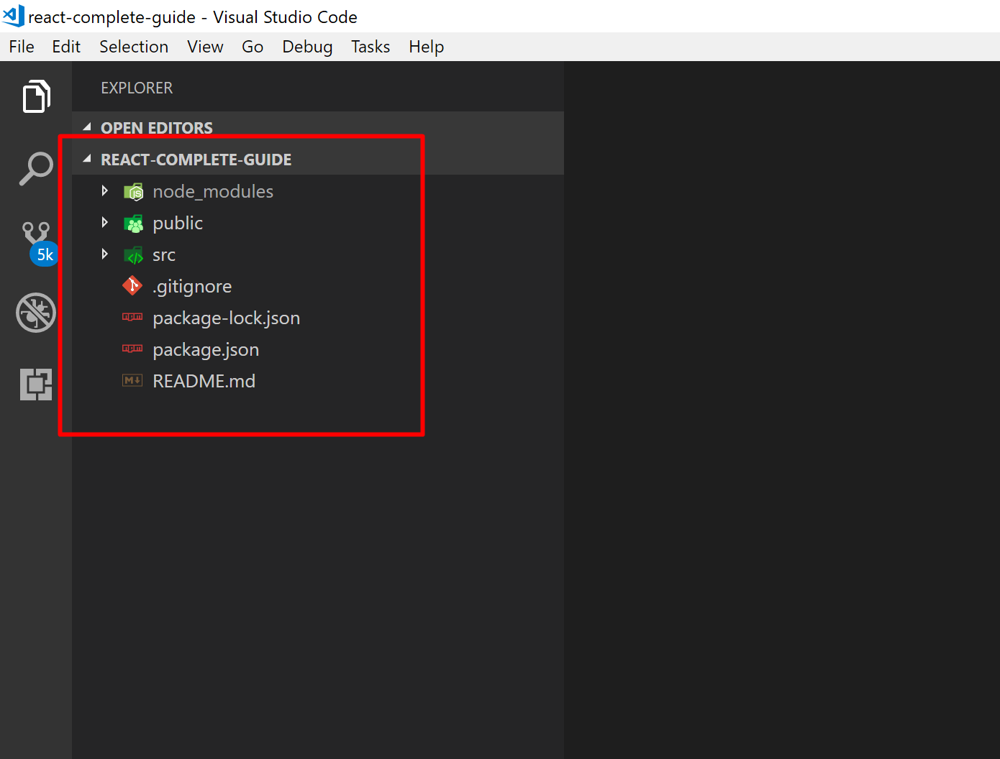 react-complete-guide - Visual Studio Code
File Edit Selection View Go Debug Tasks Help
EXPLORER
OPEN EDITORS
REACT-COMPLETE-GUIDE
node_modules
public
src
5k
.gitignore
package-lock.json
package.json
README.md